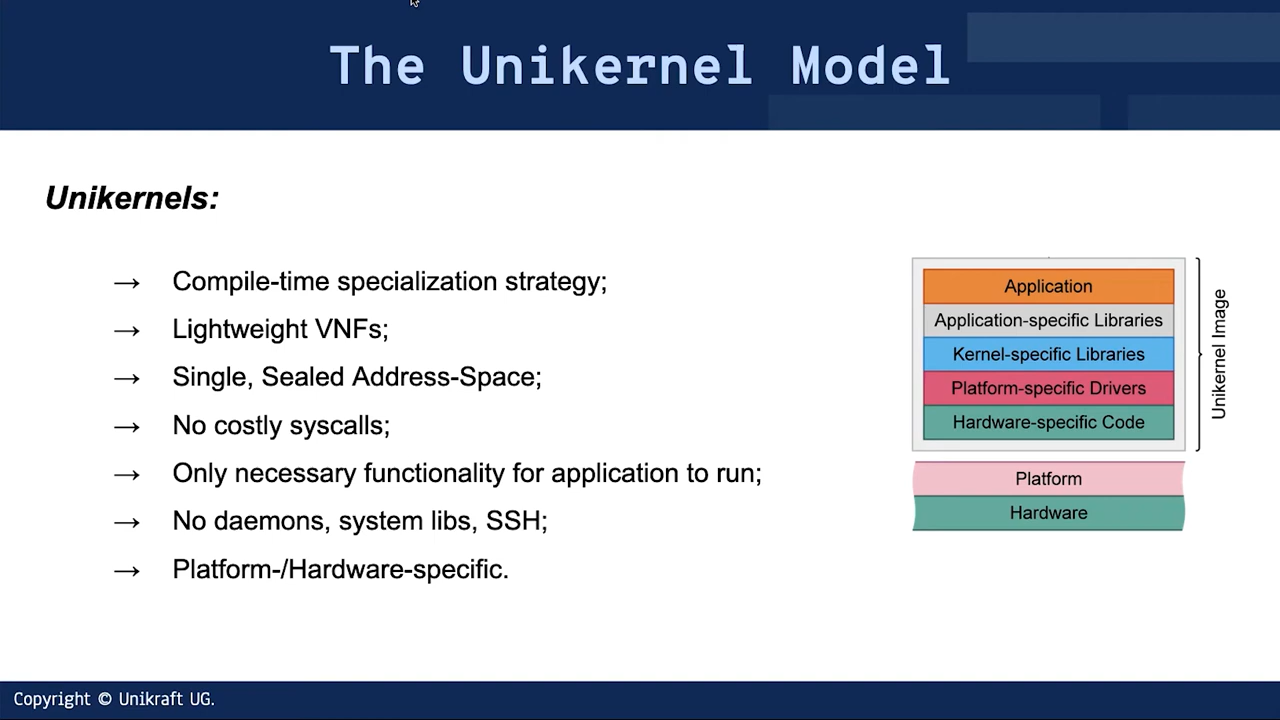 The Unikernel Model
Unikernels:
→ Compile-time specialization strategy;
→ Lightweight VNFs;
→ Single, Sealed Address-Space;
→ No costly syscalls;
→ Only necessary functionality for application to run;
→ No daemons, system libs, SSH;
→ Platform-/Hardware-specific.
Application
Application-specific Libraries
Kernel-specific Libraries
Platform-specific Drivers
Hardware-specific Code
Unikernel Image
Platform
Hardware
Copyright © Unikraft UG.